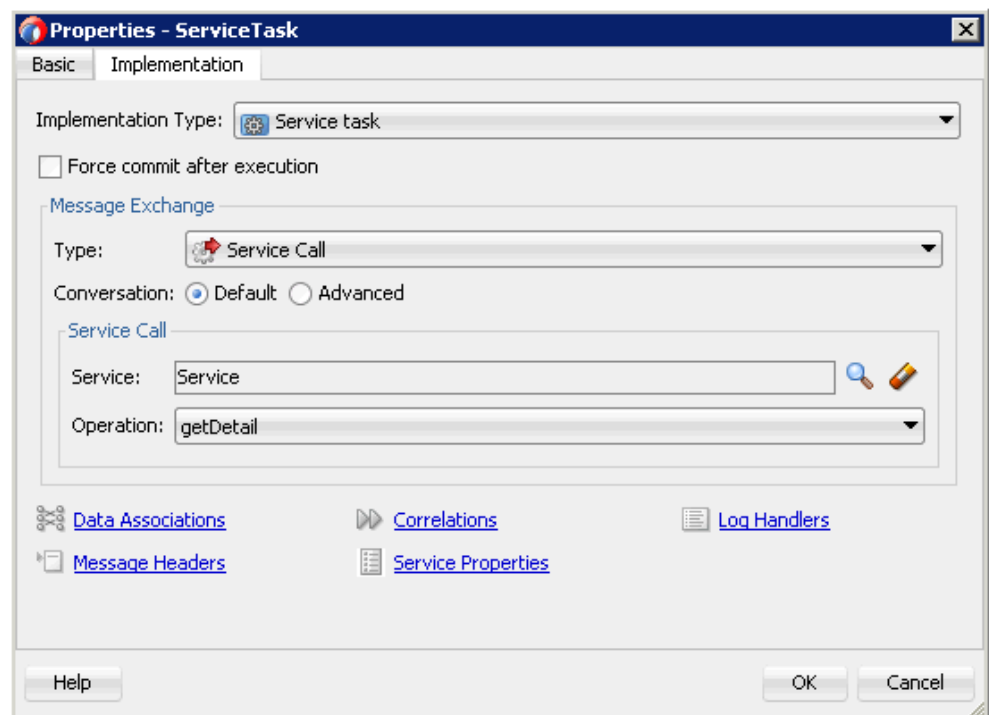 Properties - ServiceTask
Basic Implementation
Implementation Type: Service task
Force commit after execution
Message Exchange
Type: Service Call
Conversation: Default Advanced
Service Call
Service: Service
Operation: getDetail
Data Associations Correlations Log Handlers
Message Headers Service Properties
Help OK Cancel